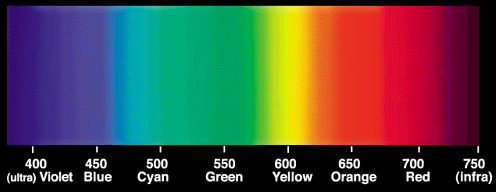 400 450 500 550 600 650 700 750
(ultra) Violet Blue Cyan Green Yellow Orange Red (infra)